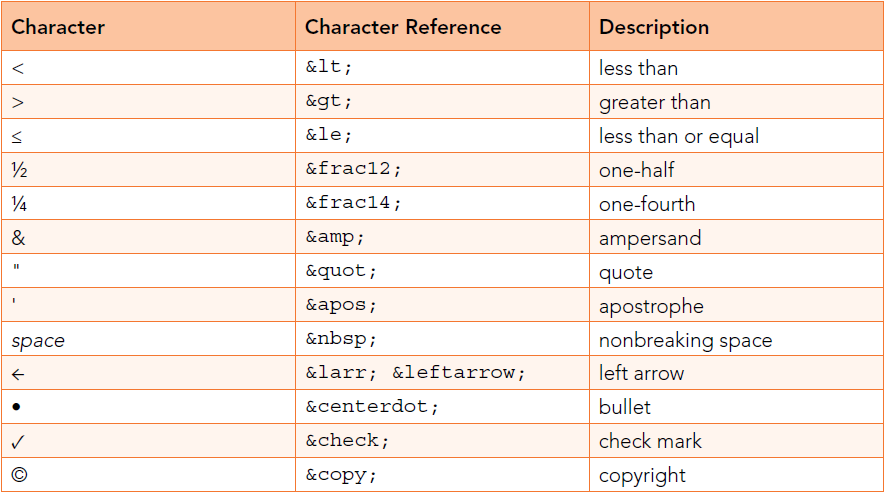 Character Character Reference Description
< &lt; less than
> &gt; greater than
≤ &le; less than or equal
½ &frac12; one-half
¼ &frac14; one-fourth
& &amp; ampersand
" &quot; quote
' &apos; apostrophe
space &nbsp; nonbreaking space
← &larr; &leftarrow; left arrow
• &centerdot; bullet
✓ &check; check mark
© &copy; copyright